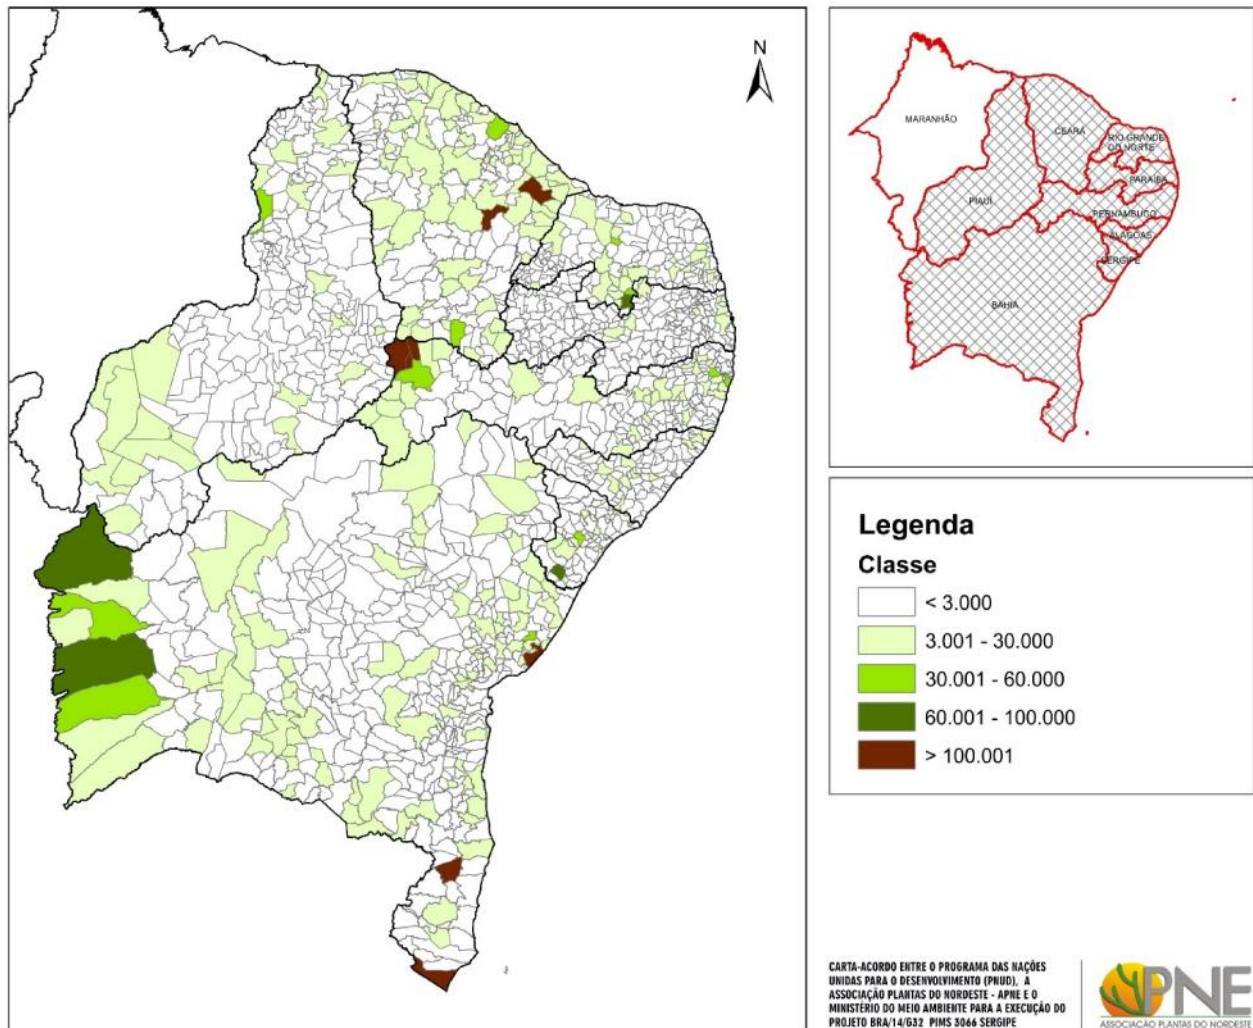 N
MARANHÃO
CEARÁ
RIO GRANDE
DO NORTE
PARAÍBA
PIAUÍ
PERNAMBUCO
ALAGOAS
SERGIPE
BAHIA
Legenda
Classe
< 3.000
3.001 - 30.000
30.001 - 60.000
60.001 - 100.000
> 100.001
CARTA-ACORDO ENTRE O PROGRAMA DAS NAÇÕES
UNIDAS PARA O DESENVOLVIMENTO (PNUD), A
ASSOCIAÇÃO PLANTAS DO NORDESTE - APNE E O
MINISTÉRIO DO MEIO AMBIENTE PARA A EXECUÇÃO DO
PROJETO BRA/14/G32 PIMS 3066 SERGIPE
PNE
ASSOCIAÇÃO PLANTAS DO NORDESTE